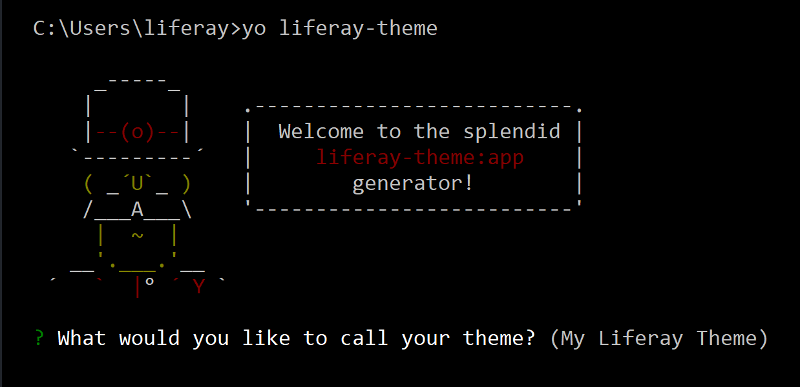 C:\Users\liferay>yo liferay-theme
     _-----_
    |       |    .--------------------------.
    |--(o)--|    |  Welcome to the splendid |
   `---------´   |     liferay-theme:app    |
    ( _´U`_ )    |        generator!        |
    /___A___\    '--------------------------'
     |  ~  |
   __'.___.'__
 ´   `  |° ´ Y `
? What would you like to call your theme? (My Liferay Theme)